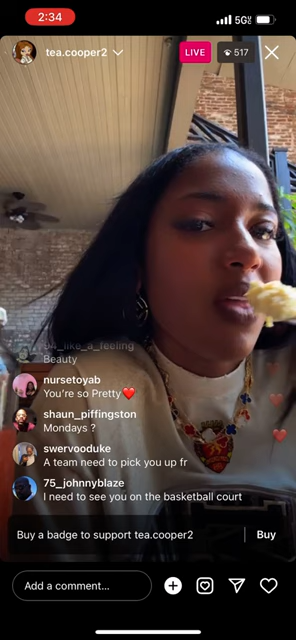 2:34
5G
tea.cooper2
LIVE
517
_like_a_feeling
Beauty
nursetoyab
You're so Pretty❤️
shaun_piffingston
Mondays ?
swervooduke
A team need to pick you up fr
75_johnnyblaze
I need to see you on the basketball court
Buy a badge to support tea.cooper2
Buy
Add a comment...